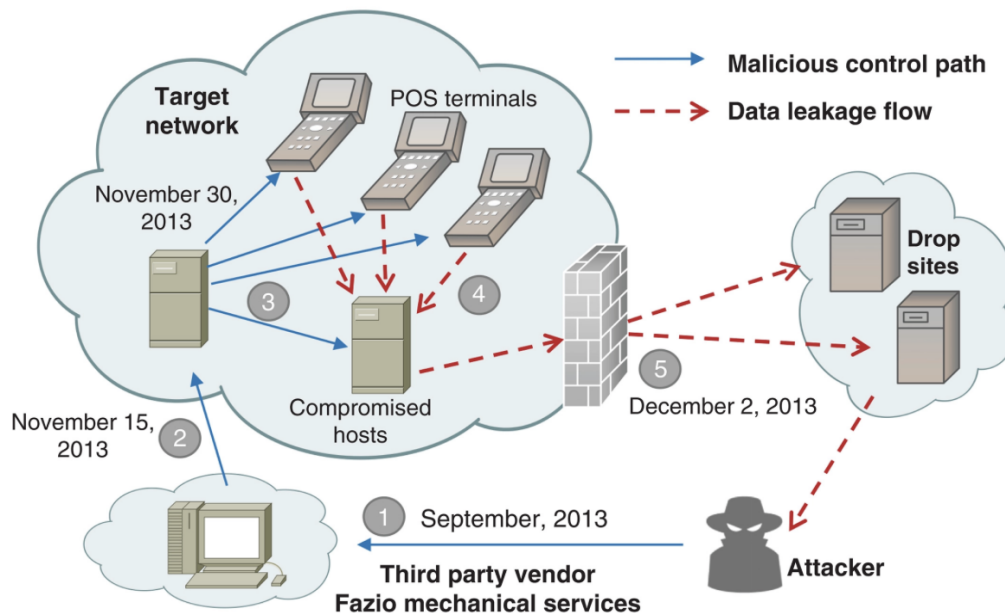 Target
network
POS terminals
Malicious control path
Data leakage flow
November 30,
2013
3
4
Drop
sites
Compromised
hosts
5
December 2, 2013
November 15,
2013
2
1
September, 2013
Third party vendor
Fazio mechanical services
Attacker